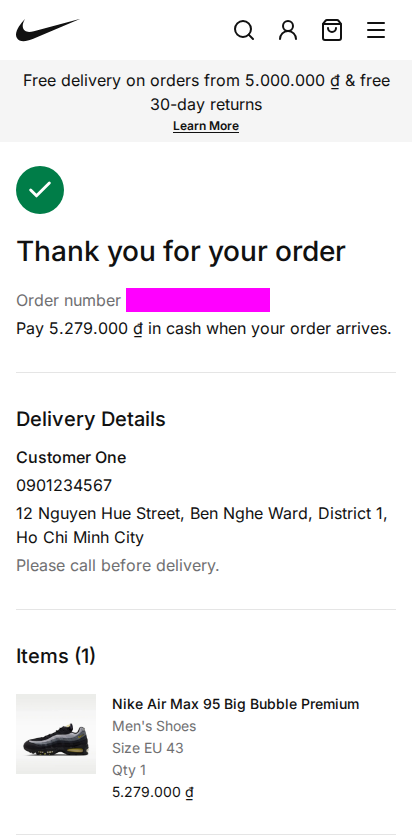 Free delivery on orders from 5.000.000 ₫ & free
30-day returns
Learn More
Thank you for your order
Order number
Pay 5.279.000 ₫ in cash when your order arrives.
Delivery Details
Customer One
0901234567
12 Nguyen Hue Street, Ben Nghe Ward, District 1,
Ho Chi Minh City
Please call before delivery.
Items (1)
Nike Air Max 95 Big Bubble Premium
Men's Shoes
Size EU 43
Qty 1
5.279.000 ₫